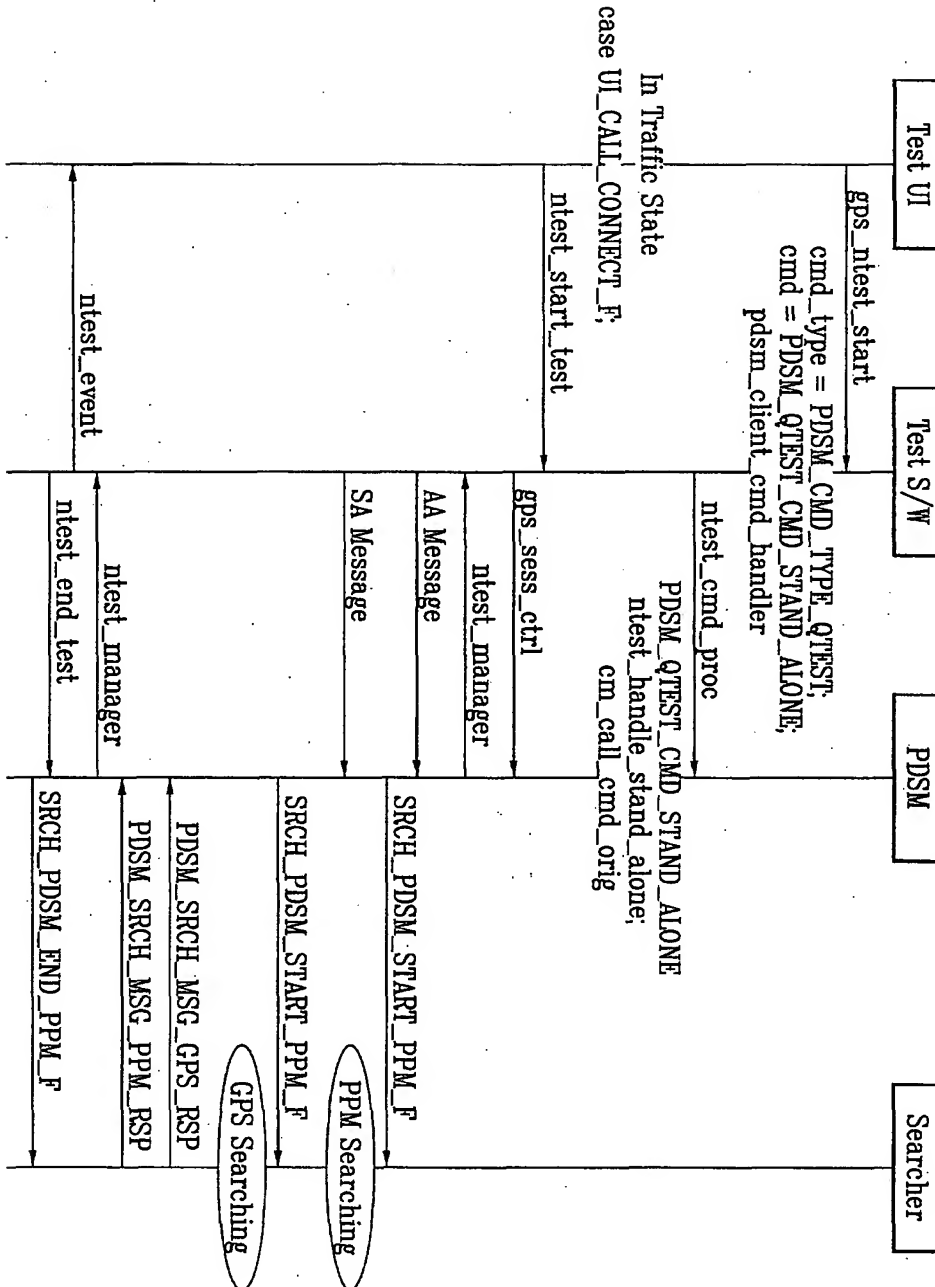 Test UI
Test S/W
PDSM
Searcher
gps_ntest_start
cmd_type = PDSM_CMD_TYPE_QTEST;
cmd = PDSM_QTEST_CMD_STAND_ALONE;
pdsm_client_cmd_handler
ntest_cmd_proc
PDSM_QTEST_CMD_STAND_ALONE
ntest_handle_stand_alone;
cm_call_cmd_orig
In Traffic State
case UI_CALL_CONNECT_F;
ntest_start_test
gps_sess_ctrl
ntest_manager
AA Message
SRCH_PDSM_START_PPM_F
SA Message
PPM Searching
SRCH_PDSM_START_PPM_F
GPS Searching
PDSM_SRCH_MSG_GPS_RSP
PDSM_SRCH_MSG_PPM_RSP
ntest_manager
ntest_event
ntest_end_test
SRCH_PDSM_END_PPM_F